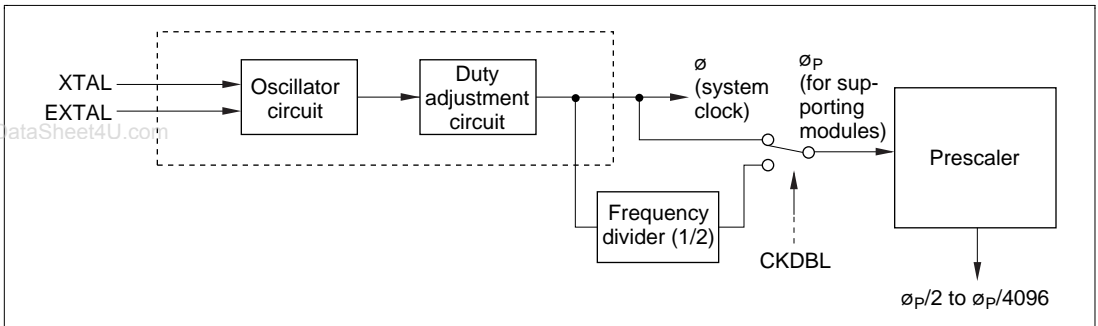 XTAL
EXTAL
Oscillator
circuit
Duty
adjustment
circuit
ø
(system
clock)
øP
(for sup-
porting
modules)
Prescaler
Frequency
divider (1/2)
CKDBL
øP/2 to øP/4096
DataSheet4U.com